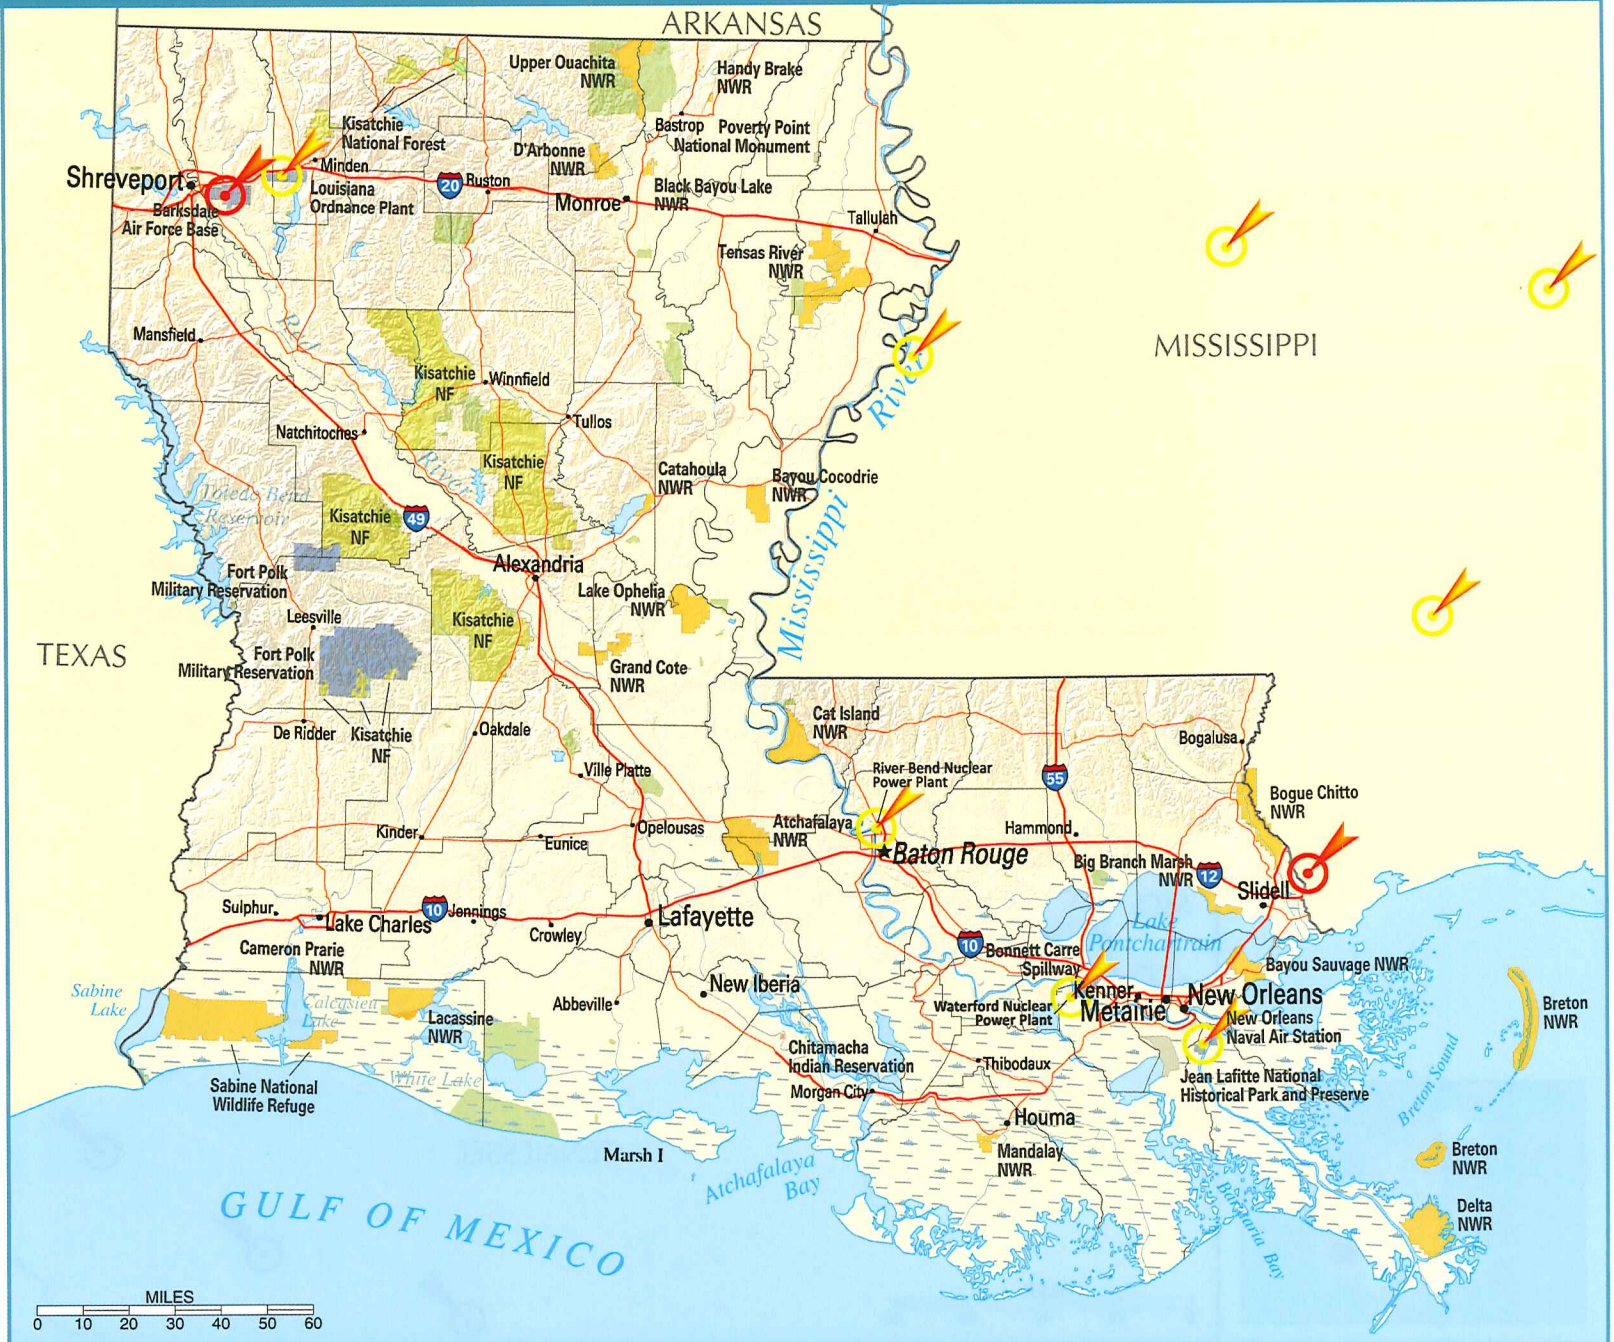 ARKANSAS
Upper Ouachita
NWR
Handy Brake
NWR
Kisatchie
National Forest
Bastrop
Poverty Point
National Monument
D'Arbonne
NWR
Minden
Shreveport
Louisiana
Ordnance Plant
20
Ruston
Black Bayou Lake
NWR
Monroe
Barksdale
Air Force Base
Tallulah
Tensas River
NWR
Red
River
Mansfield
MISSISSIPPI
Kisatchie
NF
Winnfield
Mississippi
River
Natchitoches
Tullos
Kisatchie
NF
Catahoula
NWR
Bayou Cocodrie
NWR
Toledo Bend
Reservoir
Kisatchie
NF
49
Alexandria
Fort Polk
Military Reservation
Lake Ophelia
NWR
Leesville
Kisatchie
NF
TEXAS
Fort Polk
Military Reservation
Grand Cote
NWR
De Ridder
Kisatchie
NF
Oakdale
Cat Island
NWR
Bogalusa
Ville Platte
River Bend Nuclear
Power Plant
55
Bogue Chitto
NWR
Kinder
Eunice
Opelousas
Atchafalaya
NWR
Hammond
Baton Rouge
Big Branch Marsh
NWR
12
Slidell
Sulphur
Lake Charles
10
Jennings
Crowley
Lafayette
Lake
Pontchartrain
10
Bonnett Carre
Spillway
Cameron Prarie
NWR
Bayou Sauvage NWR
Sabine
Lake
Calcasieu
Lake
Lacassine
NWR
Abbeville
New Iberia
Waterford Nuclear
Power Plant
Kenner
Metairie
New Orleans
New Orleans
Naval Air Station
Breton
NWR
Sabine National
Wildlife Refuge
White Lake
Chitamacha
Indian Reservation
Thibodaux
Jean Lafitte National
Historical Park and Preserve
Breton Sound
Morgan City
Houma
Marsh I
Atchafalaya
Bay
Mandalay
NWR
Breton
NWR
Barataria Bay
Delta
NWR
GULF OF MEXICO
MILES
0 10 20 30 40 50 60